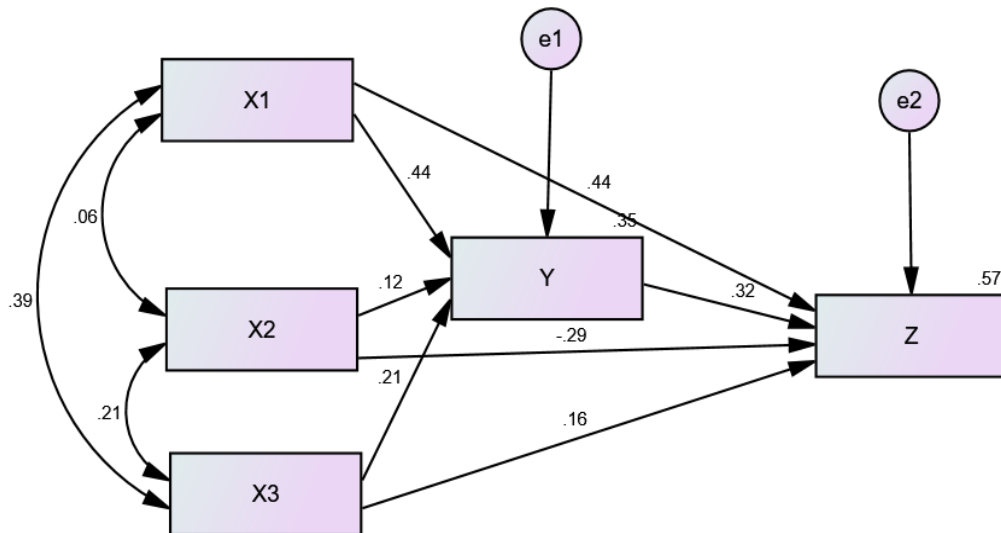 e1
X1
e2
.44
.44
.06
.35
Y
.12
.57
.32
.39
X2
Z
-.29
.21
.21
.16
X3